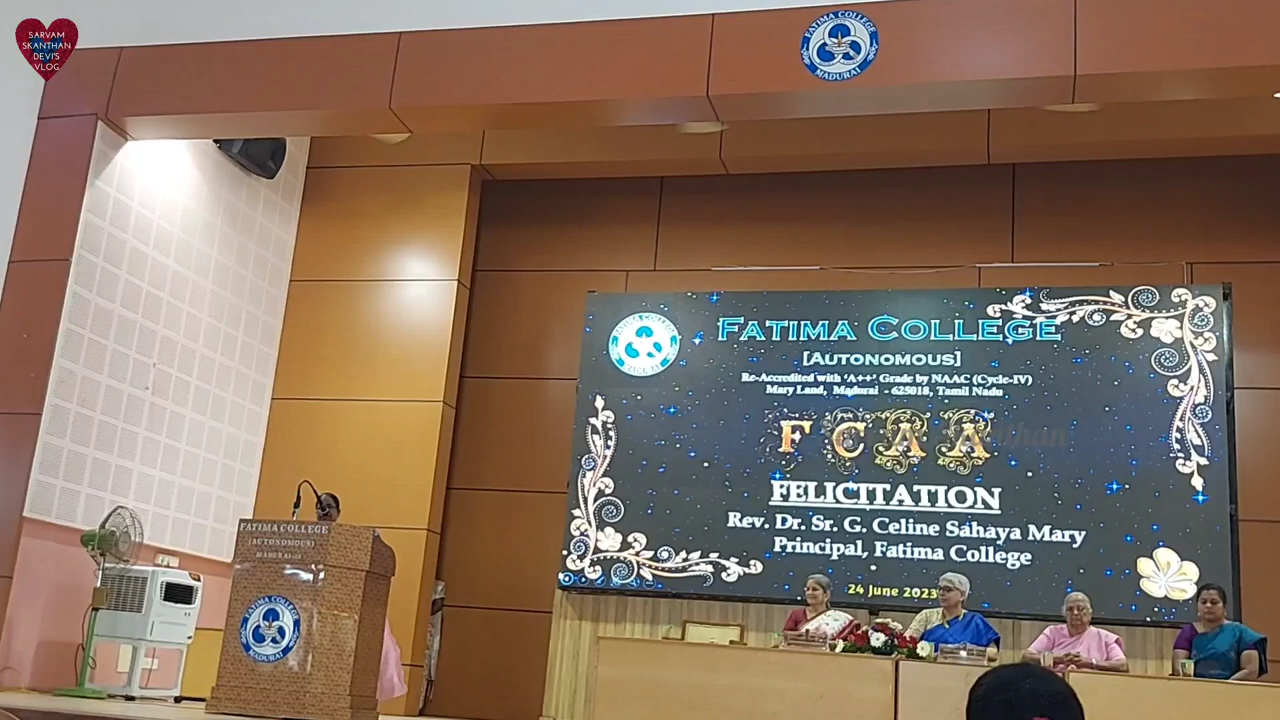 SARVAM
SKANTHAN
DEVI'S
VLOG
FATIMA COLLEGE
MADURAI
FATIMA COLLEGE
[AUTONOMOUS]
Re-Accredited with 'A++' Grade by NAAC (Cycle-IV)
Mary Land, Madurai - 625018, Tamil Nadu
F C A A
FELICITATION
Rev. Dr. Sr. G. Celine Sahaya Mary
Principal, Fatima College
24 June 2023
FATIMA COLLEGE
(AUTONOMOUS)
MADURAI-18
FATIMA COLLEGE
MADURAI